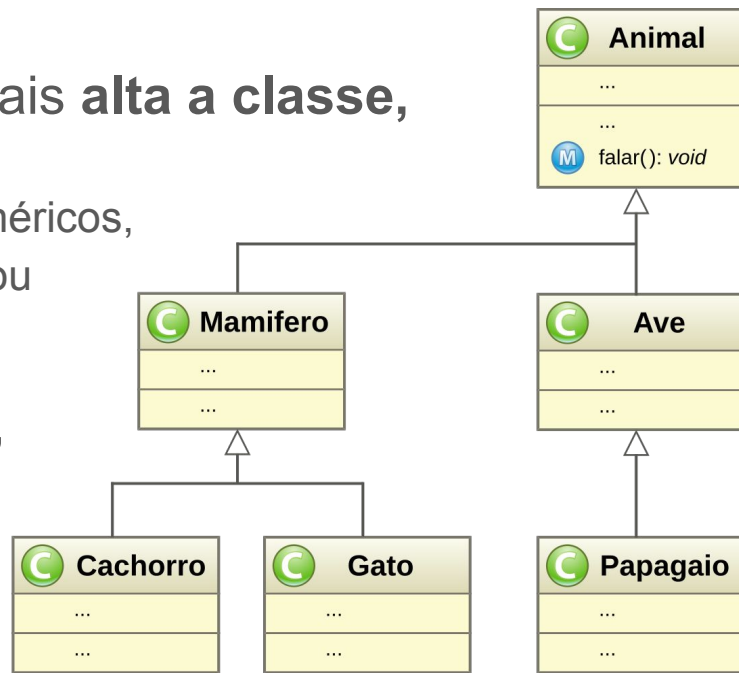 ais alta a classe,
néricos,
ou
,
C Animal
...
...
M falar(): void
C Mamifero
...
...
C Ave
...
...
C Cachorro
...
...
C Gato
...
...
C Papagaio
...
...